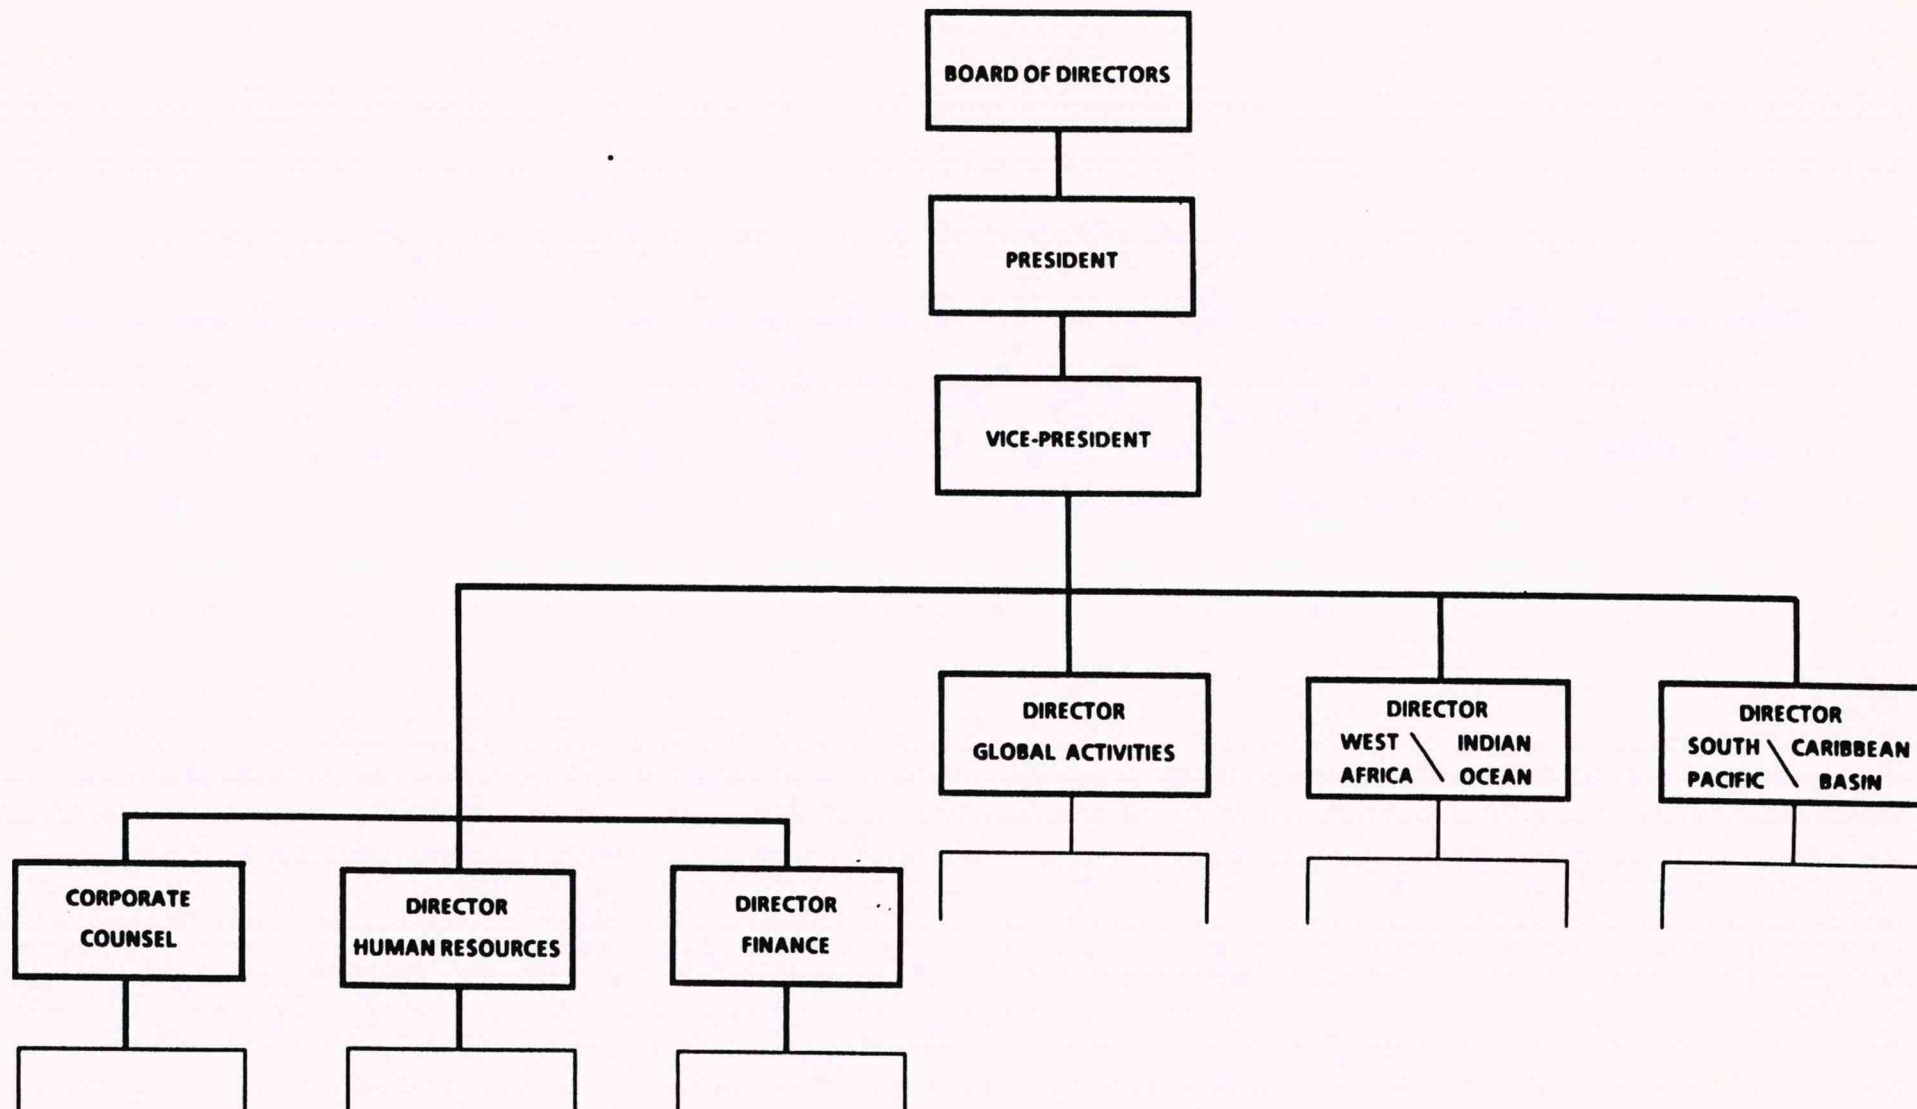 BOARD OF DIRECTORS
PRESIDENT
VICE-PRESIDENT
DIRECTOR
GLOBAL ACTIVITIES
DIRECTOR
WEST \ INDIAN
AFRICA \ OCEAN
DIRECTOR
SOUTH \ CARIBBEAN
PACIFIC \ BASIN
CORPORATE
COUNSEL
DIRECTOR
HUMAN RESOURCES
DIRECTOR
FINANCE